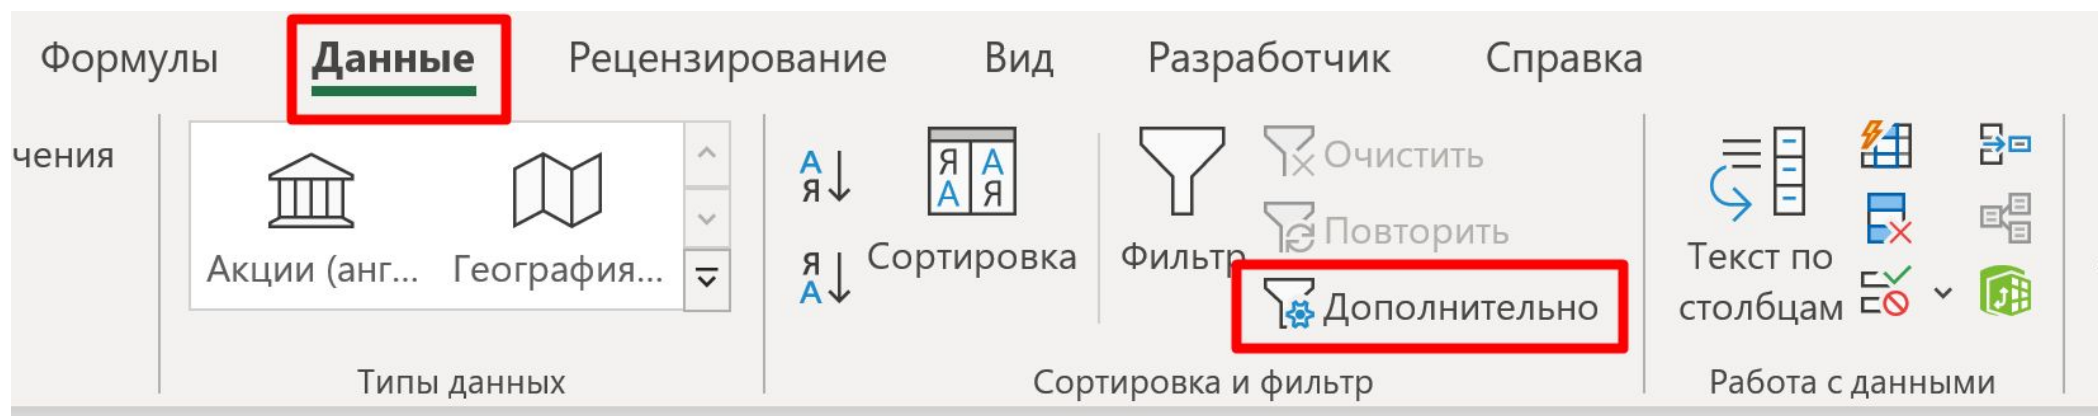 Формулы Данные Рецензирование Вид Разработчик Справка
чения
Акции (анг... География...
Типы данных
А
Я
Я
А
Я А
А Я
Сортировка
Фильтр
Очистить
Повторить
Дополнительно
Сортировка и фильтр
Текст по
столбцам
Работа с данными